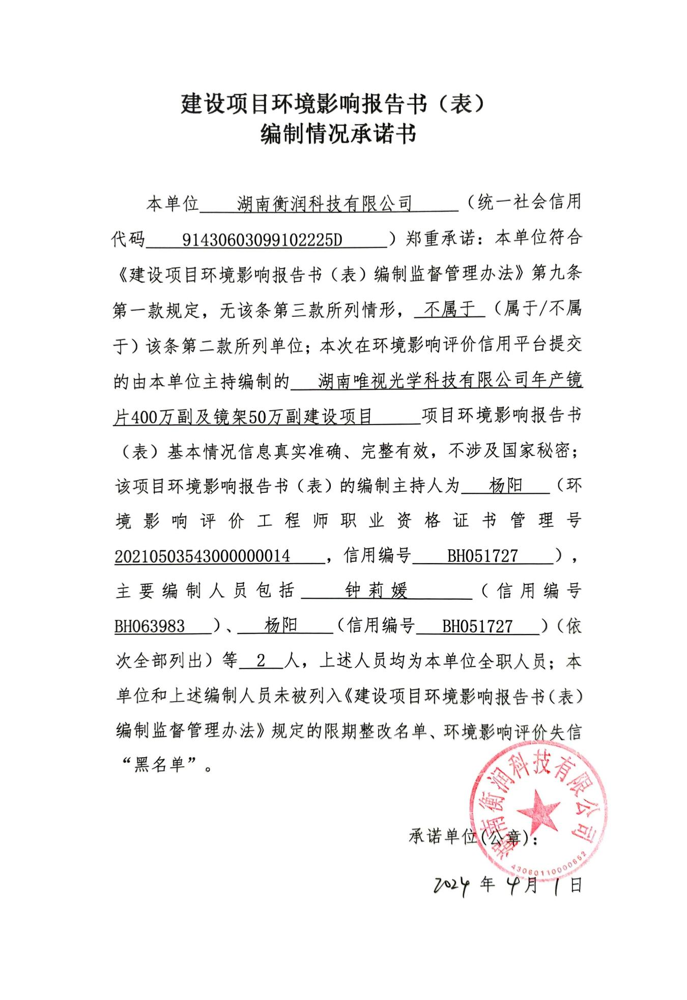 建设项目环境影响报告书（表）
编制情况承诺书
本单位 湖南衡润科技有限公司 （统一社会信用
代码 91430603099102225D ）郑重承诺：本单位符合
《建设项目环境影响报告书（表）编制监督管理办法》第九条
第一款规定，无该条第三款所列情形， 不属于 （属于/不属
于）该条第二款所列单位；本次在环境影响评价信用平台提交
的由本单位主持编制的 湖南唯视光学科技有限公司年产镜
片400万副及镜架50万副建设项目 项目环境影响报告书
（表）基本情况信息真实准确、完整有效，不涉及国家秘密；
该项目环境影响报告书（表）的编制主持人为 杨阳 （环
境影响评价工程师职业资格证书管理号
20210503543000000014 ，信用编号 BH051727 ），
主要编制人员包括 钟莉媛 （信用编号
BH063983 ）、 杨阳 （信用编号 BH051727 ）（依
次全部列出）等 2 人，上述人员均为本单位全职人员；本
单位和上述编制人员未被列入《建设项目环境影响报告书（表）
编制监督管理办法》规定的限期整改名单、环境影响评价失信
“黑名单”。
湖南衡润科技有限公司
承诺单位(公章)：
43060110000652
2024 年 4 月 1 日